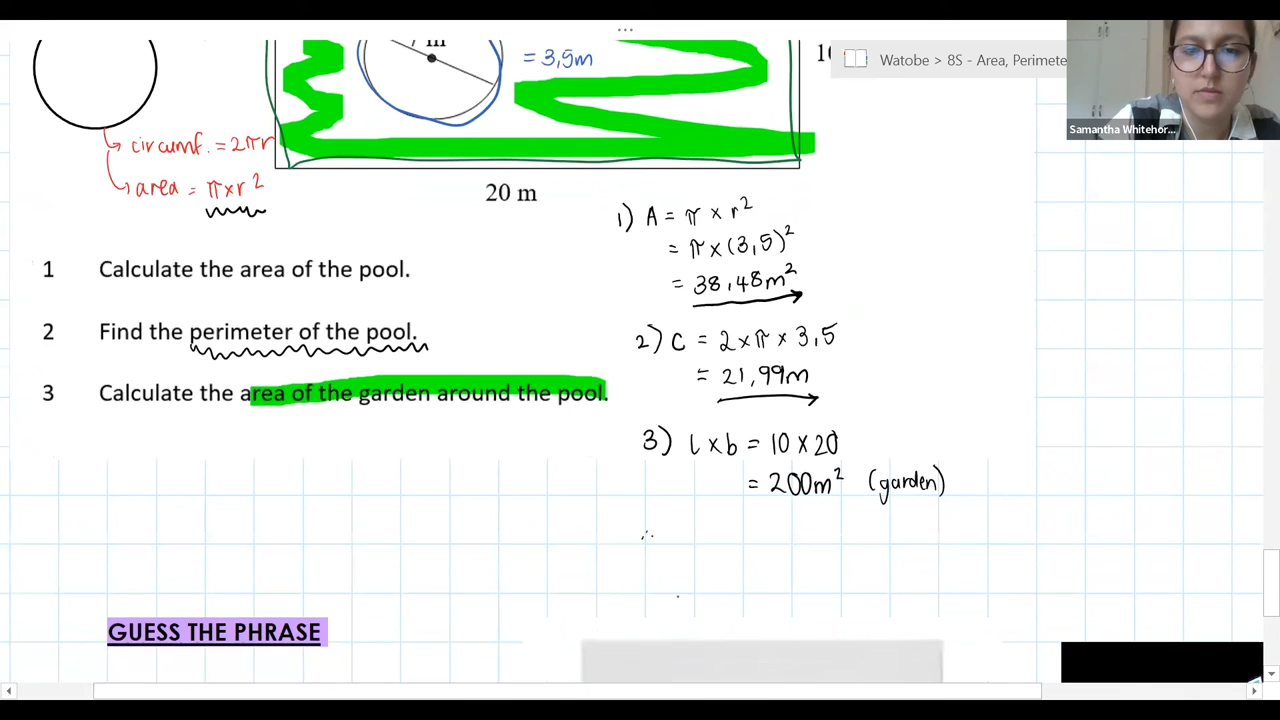 7 m
= 3,5m
Watobe > 8S - Area, Perimete
Samantha Whitehor...
circumf. = 2πr
area = π×r²
20 m
1) A = π × r²
= π × (3,5)²
= 38,48m²
1 Calculate the area of the pool.
2 Find the perimeter of the pool.
2) C = 2 × π × 3,5
= 21,99m
3 Calculate the area of the garden around the pool.
3) l × b = 10 × 20
= 200m² (garden)
∴
GUESS THE PHRASE